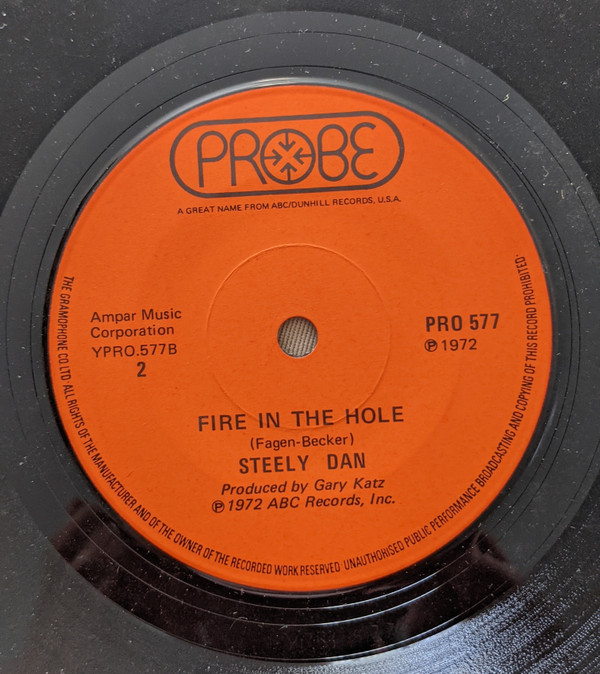 PROBE
A GREAT NAME FROM ABC/DUNHILL RECORDS, U.S.A.
Ampar Music
Corporation
YPRO.577B
2
PRO 577
℗ 1972
FIRE IN THE HOLE
(Fagen-Becker)
STEELY DAN
Produced by Gary Katz
℗ 1972 ABC Records, Inc.
THE GRAMOPHONE CO. LTD. ALL RIGHTS OF THE MANUFACTURER AND OF THE OWNER OF THE RECORDED WORK RESERVED UNAUTHORISED PUBLIC PERFORMANCE BROADCASTING AND COPYING OF THIS RECORD PROHIBITED.